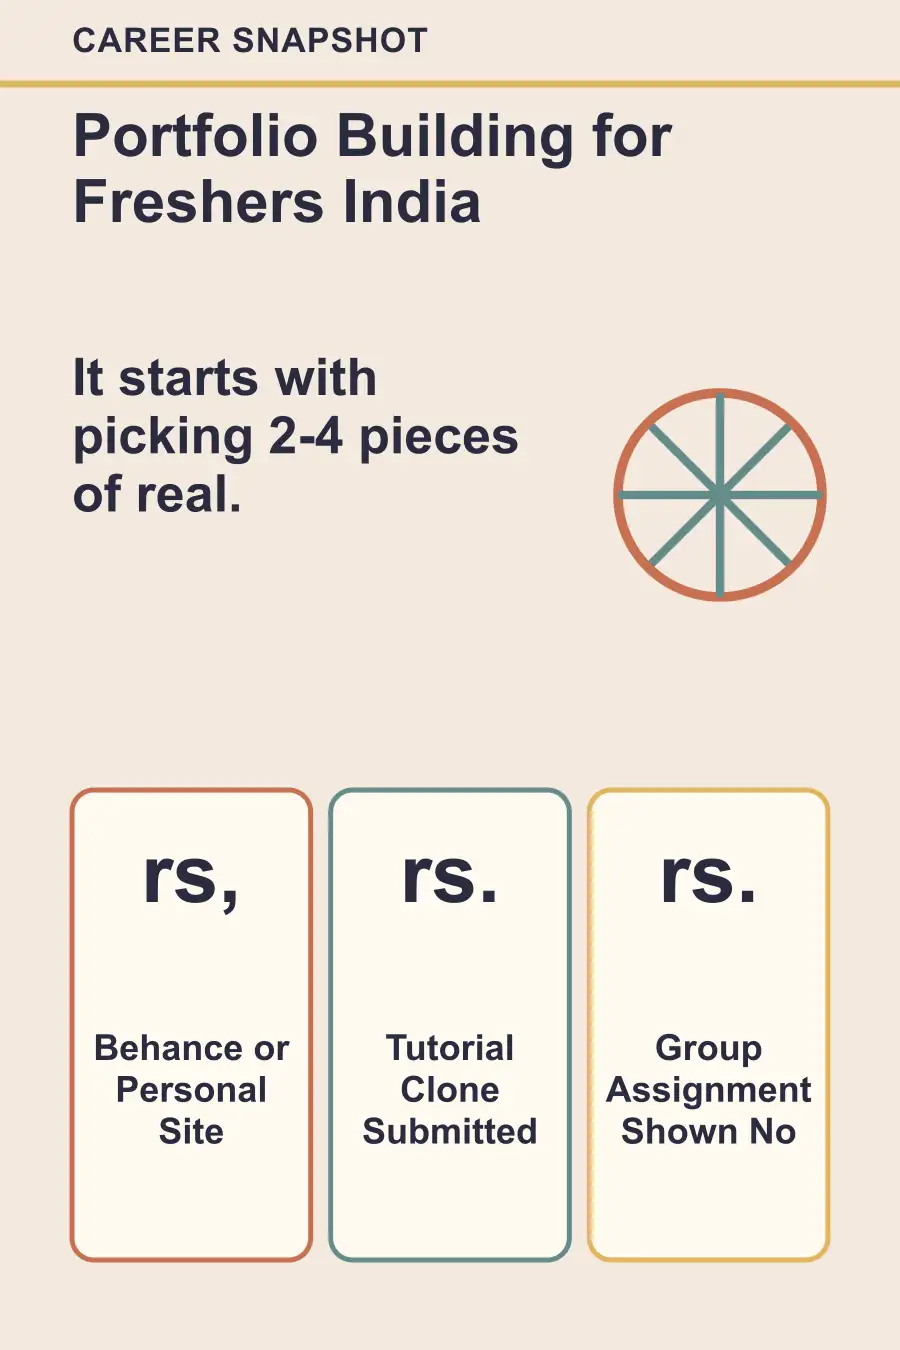 CAREER SNAPSHOT
Portfolio Building for
Freshers India
It starts with
picking 2-4 pieces
of real.
rs,
Behance or
Personal
Site
rs.
Tutorial
Clone
Submitted
rs.
Group
Assignment
Shown No